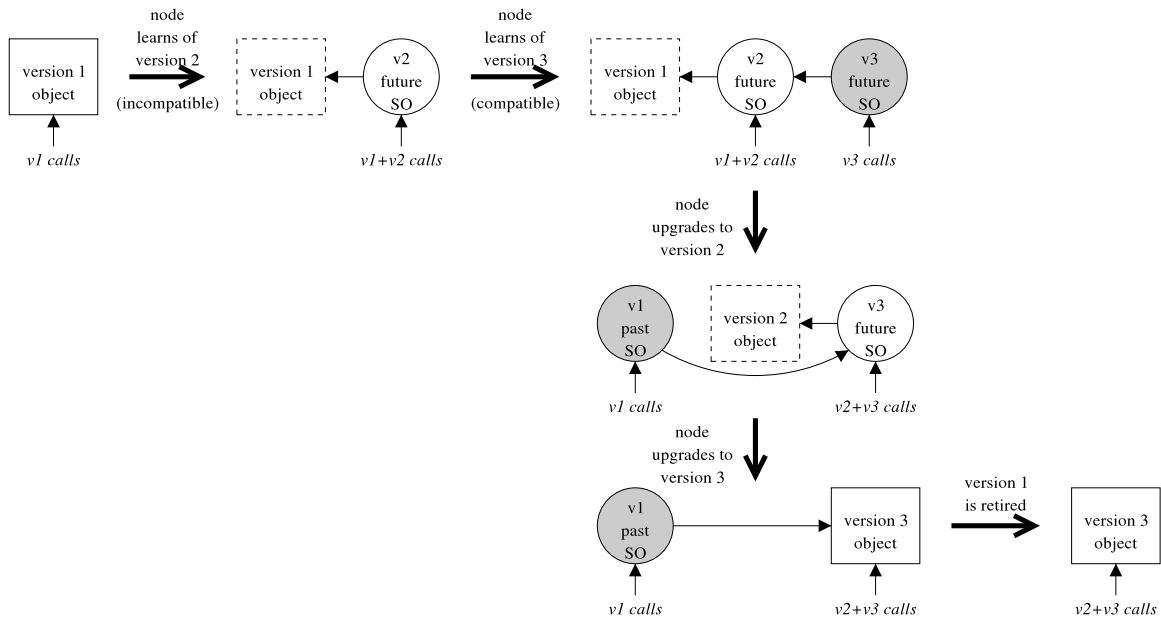 node
learns of
version 2
(incompatible)
node
learns of
version 3
(compatible)
version 1
object
v1 calls
version 1
object
v2
future
SO
v1+v2 calls
version 1
object
v2
future
SO
v1+v2 calls
v3
future
SO
v3 calls
node
upgrades to
version 2
v1
past
SO
v1 calls
version 2
object
v3
future
SO
v2+v3 calls
node
upgrades to
version 3
v1
past
SO
v1 calls
version 3
object
v2+v3 calls
version 1
is retired
version 3
object
v2+v3 calls